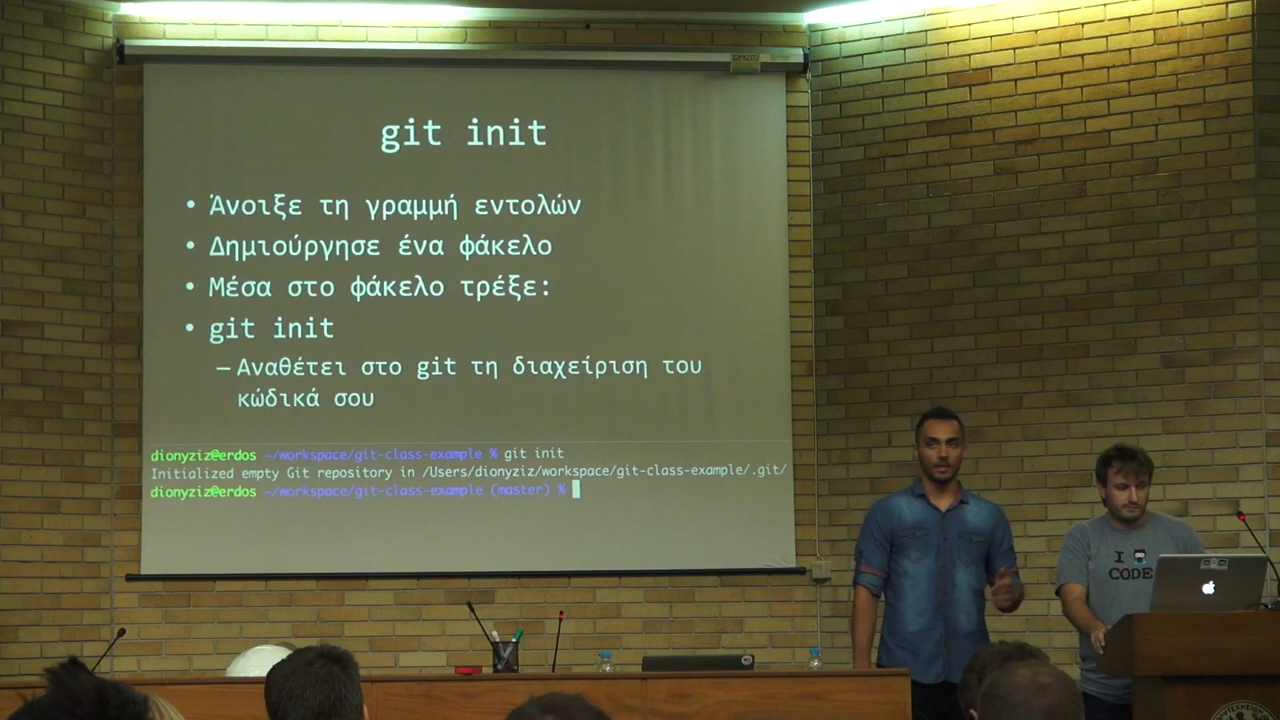 git init
• Άνοιξε τη γραμμή εντολών
• Δημιούργησε ένα φάκελο
• Μέσα στο φάκελο τρέξε:
• git init
– Αναθέτει στο git τη διαχείριση του
κώδικά σου
dionyziz@erdos ~/workspace/git-class-example % git init
Initialized empty Git repository in /Users/dionyziz/workspace/git-class-example/.git/
dionyziz@erdos ~/workspace/git-class-example (master) %
I
CODE